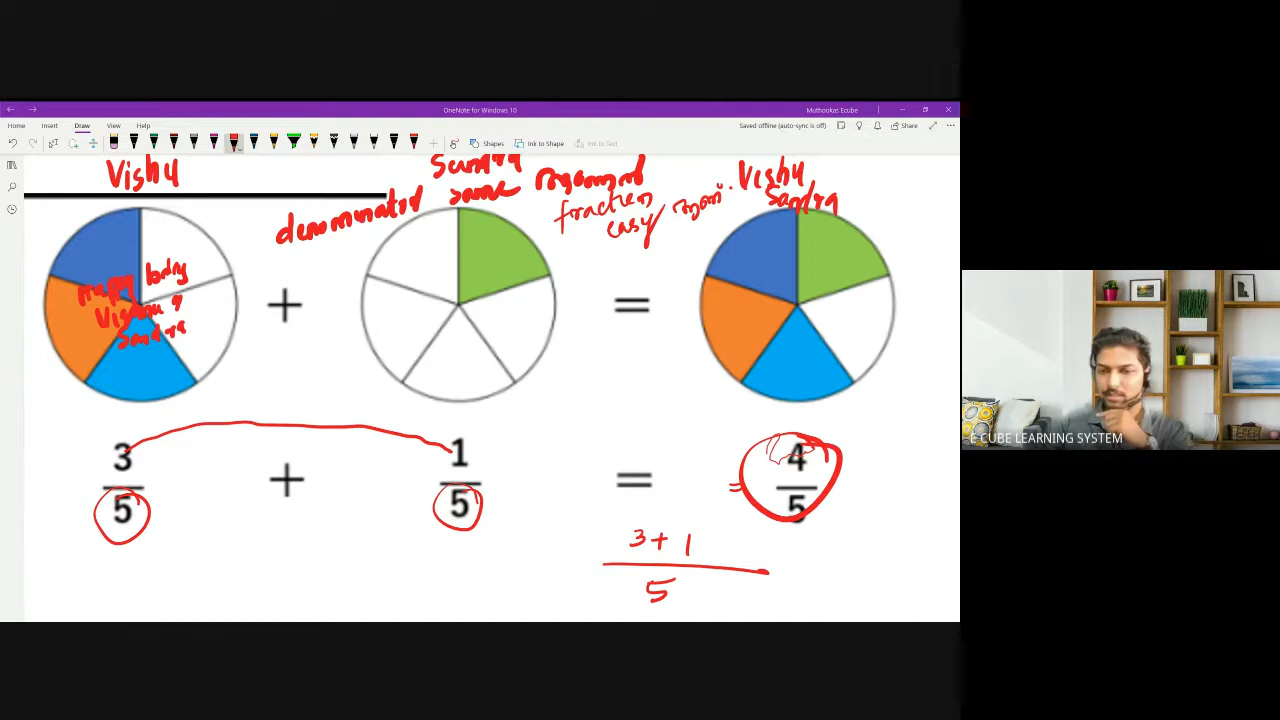 OneNote for Windows 10
Muthookas Ecube
Home Insert Draw View Help
Saved offline (auto-sync is off)
Share
Shapes
Ink to Shape
Ink to Text
Vishu
Sandra
Vishu
Sandra
denominator same
fraction
easy
Happy
Sandra
+
=
3/5 + 1/5 = = 4/5
3 + 1
5
E CUBE LEARNING SYSTEM